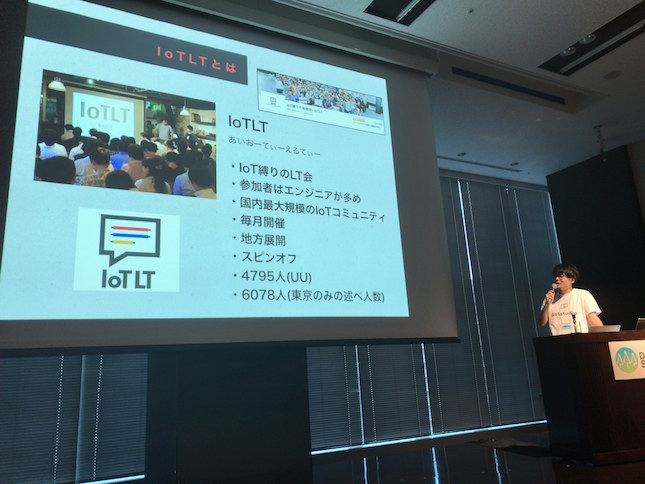 IoTLTとは
IoTLT
IoTLT
あいおーてぃーえるてぃー
・IoT縛りのLT会
・参加者はエンジニアが多め
・国内最大規模のIoTコミュニティ
・毎月開催
・地方展開
・スピンオフ
・4795人(UU)
・6078人(東京のみの述べ人数)
IoT LT
D
S